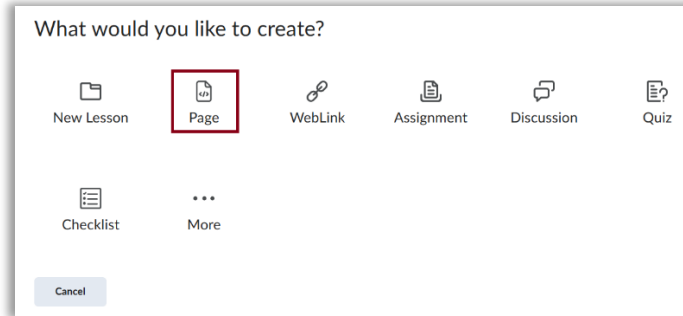 What would you like to create?
New Lesson Page WebLink Assignment Discussion Quiz
Checklist More
Cancel